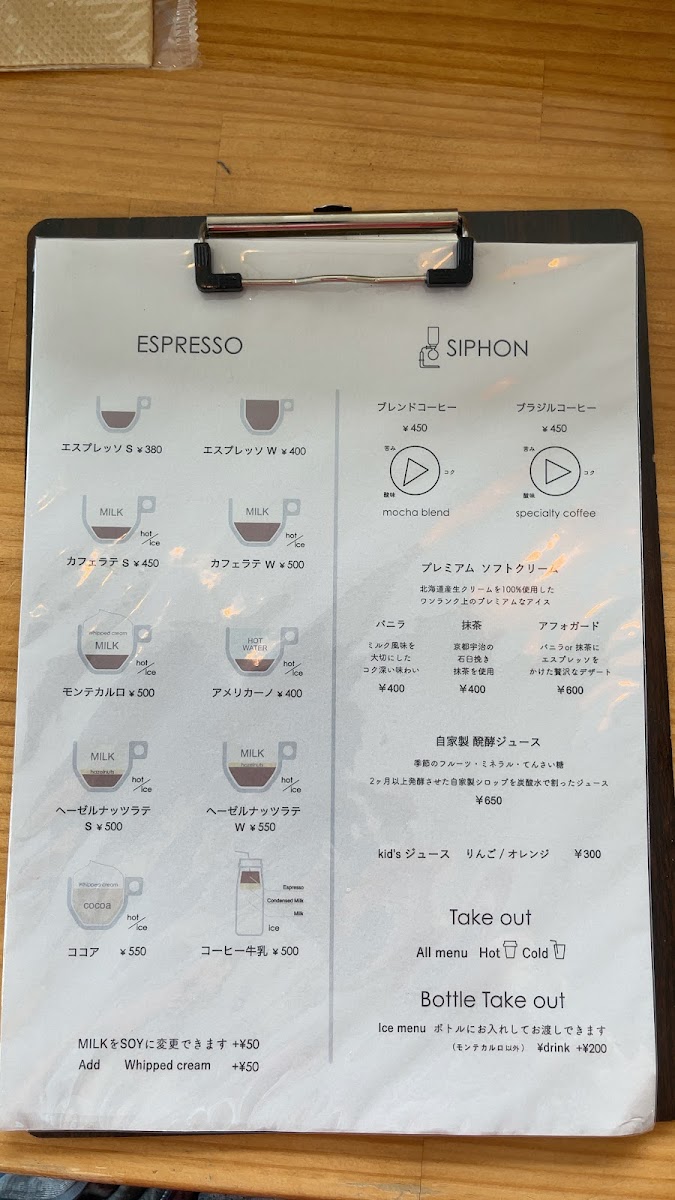 ESPRESSO
エスプレッソ S ¥380
エスプレッソ W ¥400
MILK
hot/ice
カフェラテ S ¥450
MILK
hot/ice
カフェラテ W ¥500
whipped cream
MILK
hot/ice
モンテカルロ ¥500
HOT
WATER
hot/ice
アメリカーノ ¥400
MILK
hazelnuts
hot/ice
ヘーゼルナッツラテ
S ¥500
MILK
hazelnuts
hot/ice
ヘーゼルナッツラテ
W ¥550
whipped cream
cocoa
hot/ice
ココア ¥550
Espresso
Condensed Milk
Milk
Ice
コーヒー牛乳 ¥500
MILKをSOYに変更できます +¥50
Add Whipped cream +¥50
SIPHON
ブレンドコーヒー
¥450
苦み
コク
酸味
mocha blend
ブラジルコーヒー
¥450
苦み
コク
酸味
specialty coffee
プレミアム ソフトクリーム
北海道産生クリームを100%使用した
ワンランク上のプレミアムなアイス
バニラ
ミルク風味を
大切にした
コク深い味わい
¥400
抹茶
京都宇治の
石臼挽き
抹茶を使用
¥400
アフォガード
バニラor 抹茶に
エスプレッソを
かけた贅沢なデザート
¥600
自家製 醗酵ジュース
季節のフルーツ・ミネラル・てんさい糖
2ヶ月以上発酵させた自家製シロップを炭酸水で割ったジュース
¥650
kid's ジュース りんご / オレンジ ¥300
Take out
All menu Hot Cold
Bottle Take out
Ice menu ボトルにお入れしてお渡しできます
(モンテカルロ以外) ¥drink +¥200